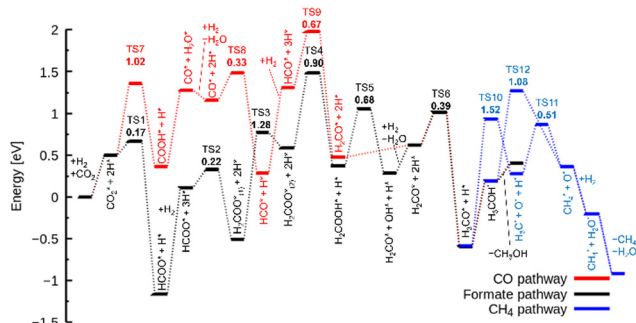 Energy [eV]
2
1.5
1
0.5
0
−0.5
−1
+H₂
+CO₂
CO₂* + 2H*
TS7
1.02
TS1
0.17
COOH* + H*
HCOO* + H*
+H₂
HCOO* + 3H*
CO* + H₂O*
+H₂
−H₂O
CO* + 2H*
TS2
0.22
TS8
0.33
H₂COO* (1) + 2H*
TS3
1.28
HCO* + H*
+H₂
HCO* + 3H*
H₂COO* (2) + 2H*
TS9
0.67
TS4
0.90
H₂CO* + 2H*
H₂COOH* + H*
TS5
0.68
H₂CO* + OH* + H*
+H₂
−H₂O
H₂CO* + 2H*
TS6
0.39
H₃CO* + H*
TS10
1.52
H₃COH*
−CH₃OH
TS12
1.08
H₃C* + O* + H*
TS11
0.51
CH₄* + O*
+H₂
CH₄* + H₂O*
−CH₄
−H₂O
CO pathway
Formate pathway
CH₄ pathway